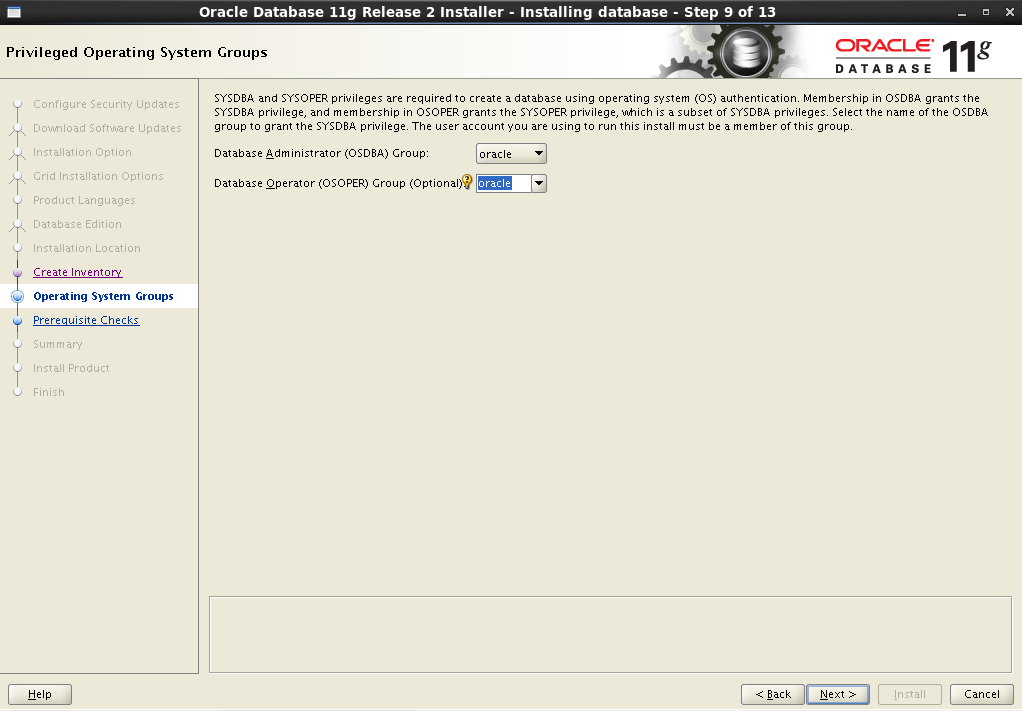 Oracle Database 11g Release 2 Installer - Installing database - Step 9 of 13
Privileged Operating System Groups
ORACLE
DATABASE
11g
Configure Security Updates
Download Software Updates
Installation Option
Grid Installation Options
Product Languages
Database Edition
Installation Location
Create Inventory
Operating System Groups
Prerequisite Checks
Summary
Install Product
Finish
SYSDBA and SYSOPER privileges are required to create a database using operating system (OS) authentication. Membership in OSDBA grants the
SYSDBA privilege, and membership in OSOPER grants the SYSOPER privilege, which is a subset of SYSDBA privileges. Select the name of the OSDBA
group to grant the SYSDBA privilege. The user account you are using to run this install must be a member of this group.
Database Administrator (OSDBA) Group: oracle
Database Operator (OSOPER) Group (Optional) oracle
Help
< Back
Next >
Install
Cancel